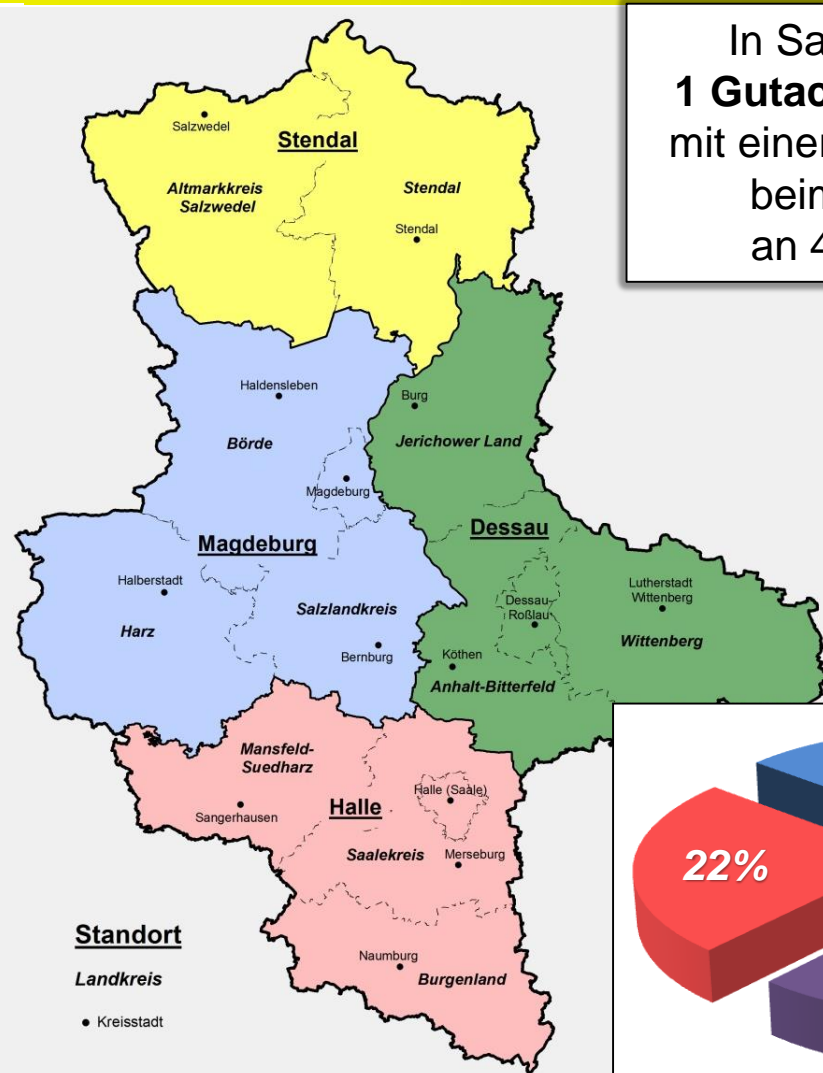 In Sa
1 Gutac
mit einer
bein
an 4
Salzwedel
Stendal
Altmarkkreis
Salzwedel
Stendal
Stendal
Haldensleben
Burg
Börde
Jerichower Land
Magdeburg
Magdeburg
Dessau
Halberstadt
Lutherstadt
Wittenberg
Salzlandkreis
Dessau-
Roßlau
Harz
Wittenberg
Bernburg
Köthen
Anhalt-Bitterfeld
Mansfeld-
Suedharz
Halle (Saale)
Sangerhausen
Halle
Saalekreis
Merseburg
22%
Standort
Naumburg
Landkreis
Burgenland
Kreisstadt